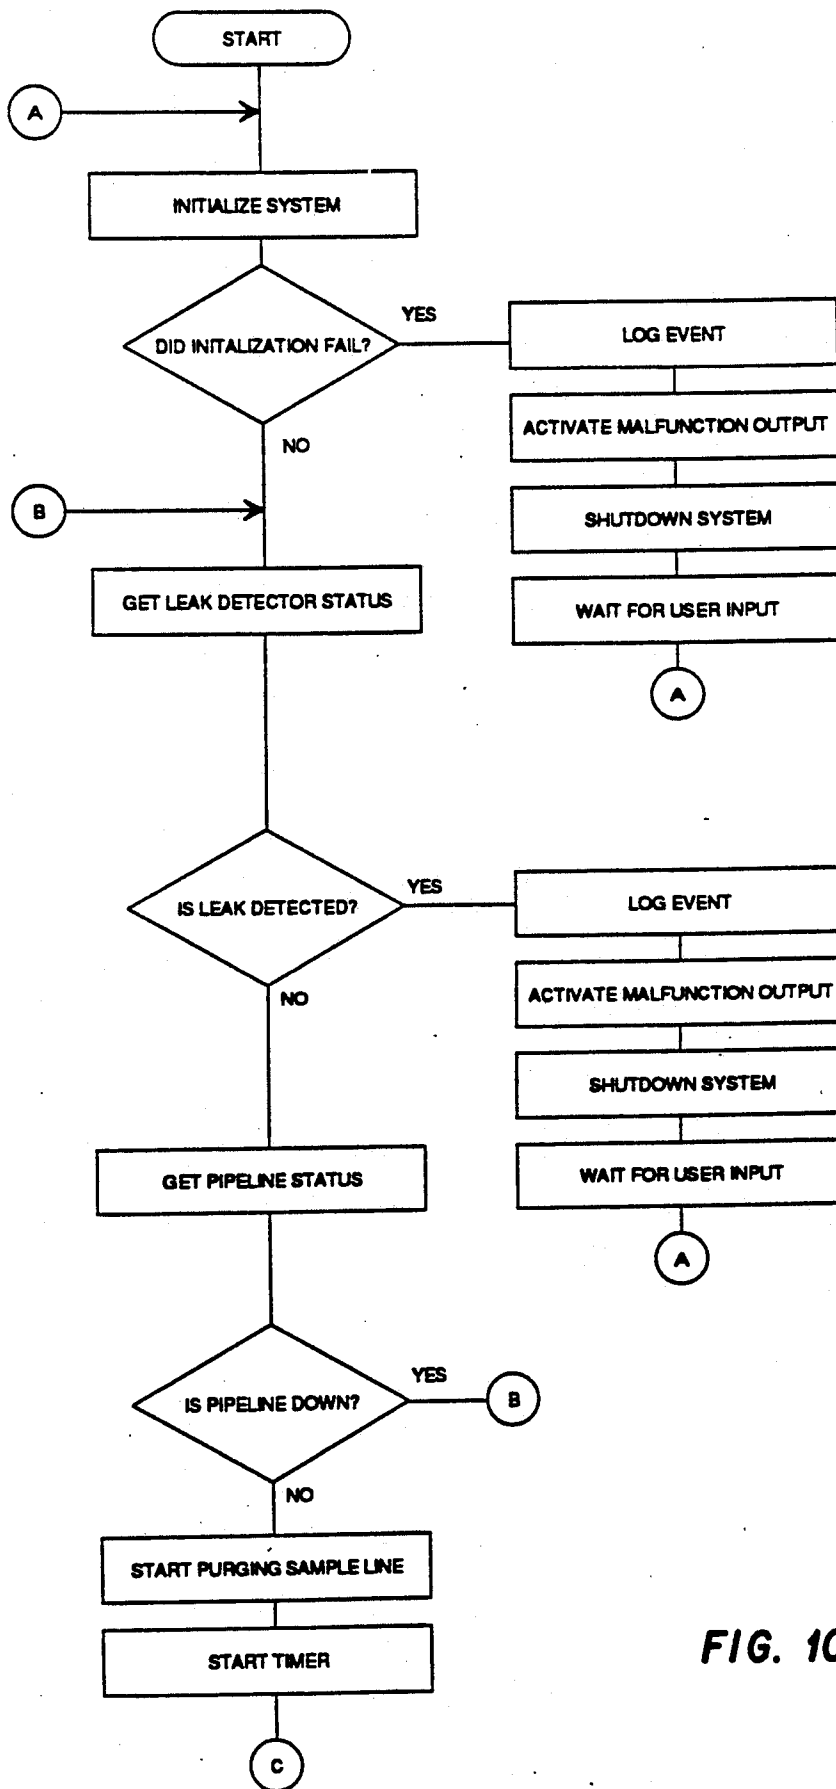 START
A
INITIALIZE SYSTEM
DID INITALIZATION FAIL?
YES
LOG EVENT
ACTIVATE MALFUNCTION OUTPUT
SHUTDOWN SYSTEM
WAIT FOR USER INPUT
A
NO
B
GET LEAK DETECTOR STATUS
IS LEAK DETECTED?
YES
LOG EVENT
ACTIVATE MALFUNCTION OUTPUT
SHUTDOWN SYSTEM
WAIT FOR USER INPUT
A
NO
GET PIPELINE STATUS
IS PIPELINE DOWN?
YES
B
NO
START PURGING SAMPLE LINE
START TIMER
C
FIG. 10